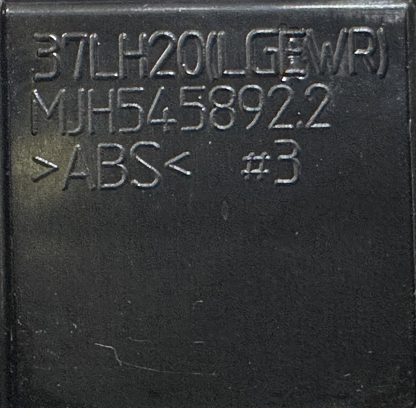 37LH20(LGEWR)
MJH545892.2
>ABS< #3